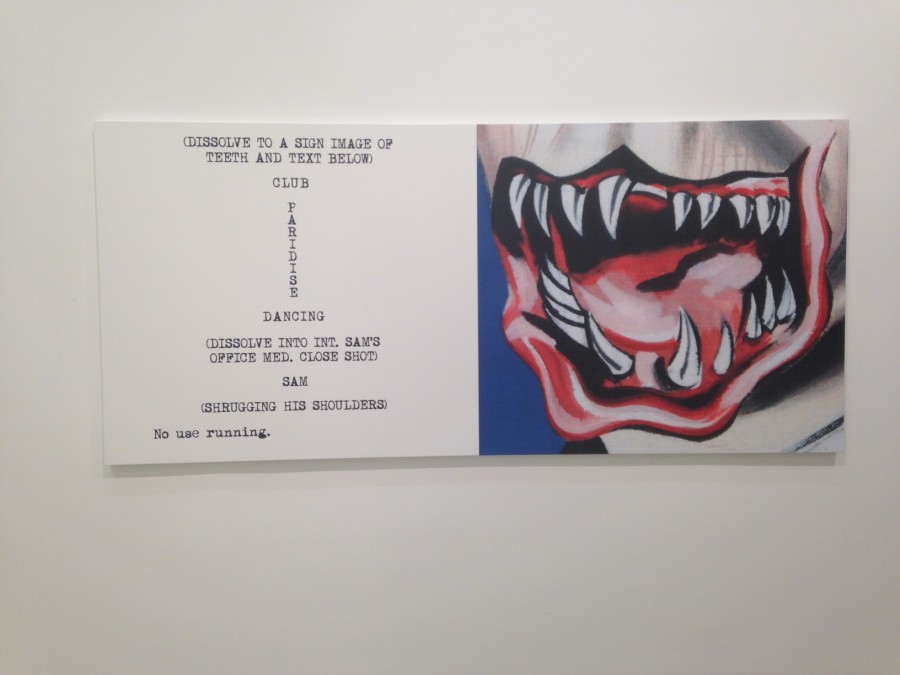 (DISSOLVE TO A SIGN IMAGE OF
TEETH AND TEXT BELOW)
CLUB
PARIDISE
DANCING
(DISSOLVE INTO INT. SAM'S
OFFICE MED. CLOSE SHOT)
SAM
(SHRUGGING HIS SHOULDERS)
No use running.